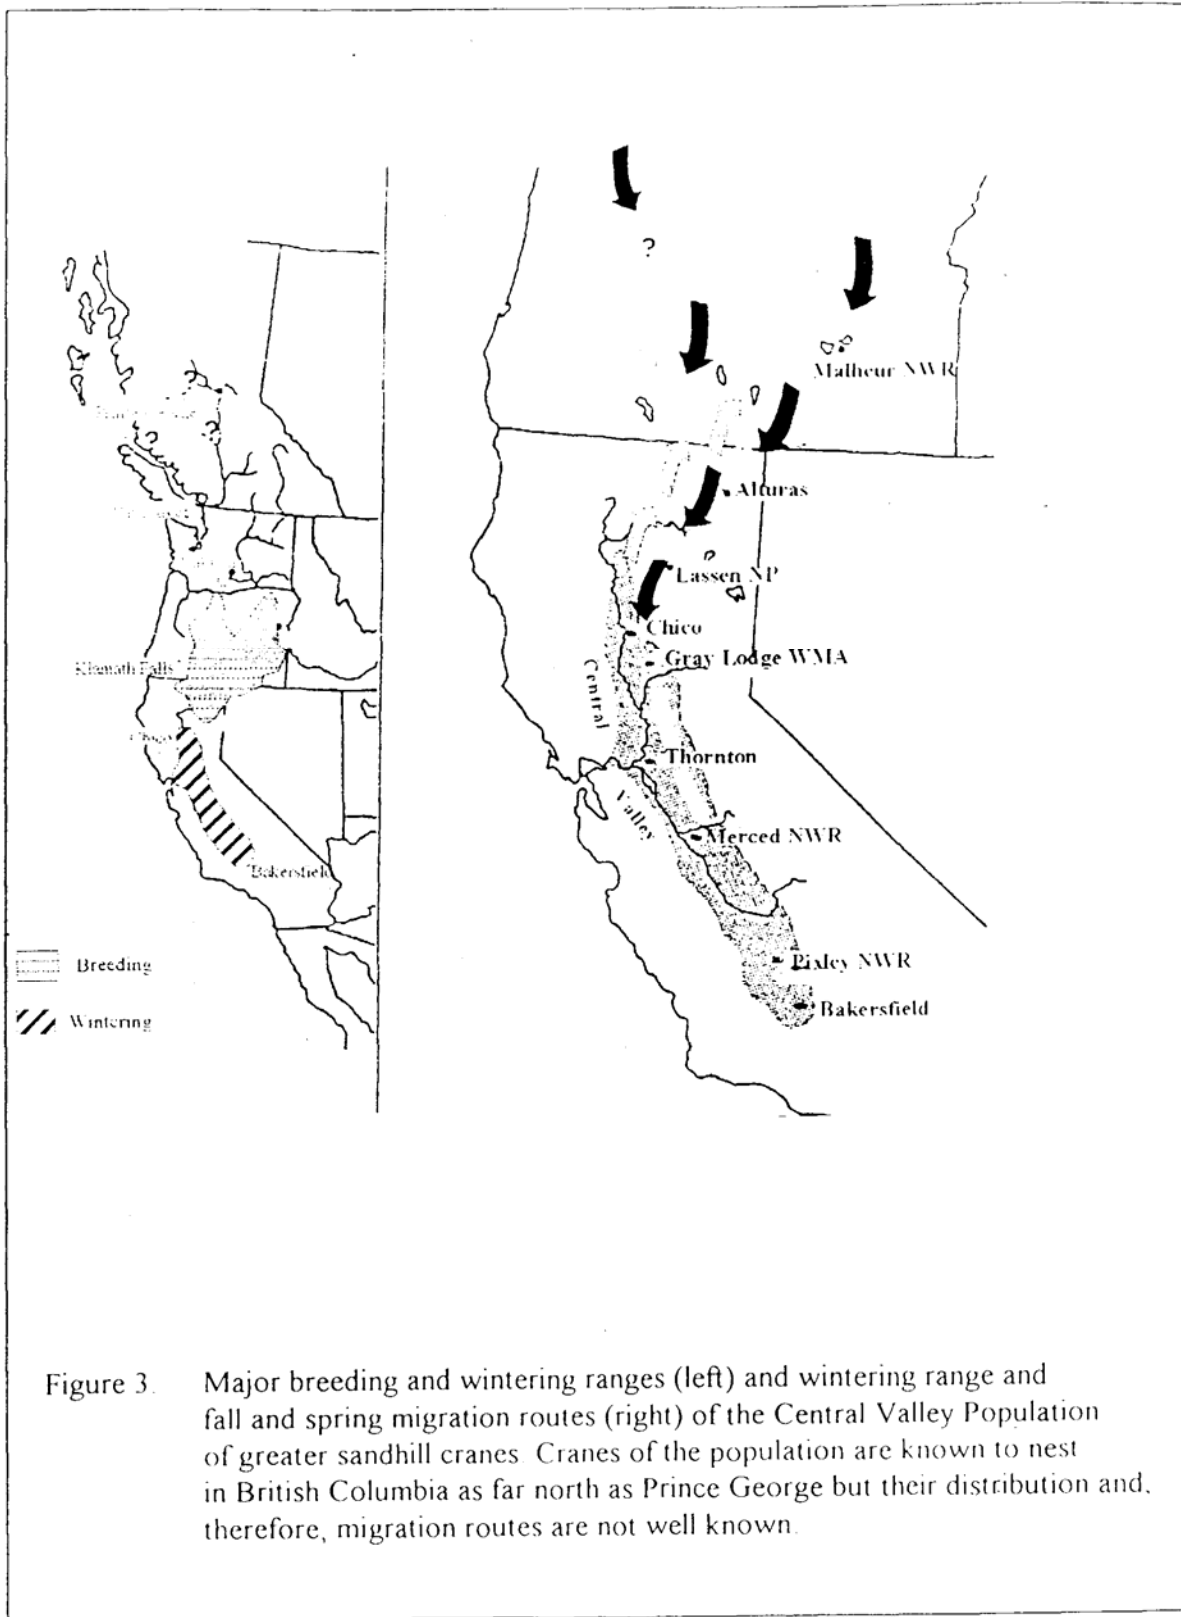 ?
Malheur NWR
Alturas
Lassen NP
Chico
Gray Lodge WMA
Central
Valley
Thornton
Merced NWR
Pixley NWR
Bakersfield
Klamath Falls
Chico
Bakersfield
Breeding
Wintering
Figure 3. Major breeding and wintering ranges (left) and wintering range and
fall and spring migration routes (right) of the Central Valley Population
of greater sandhill cranes. Cranes of the population are known to nest
in British Columbia as far north as Prince George but their distribution and,
therefore, migration routes are not well known.